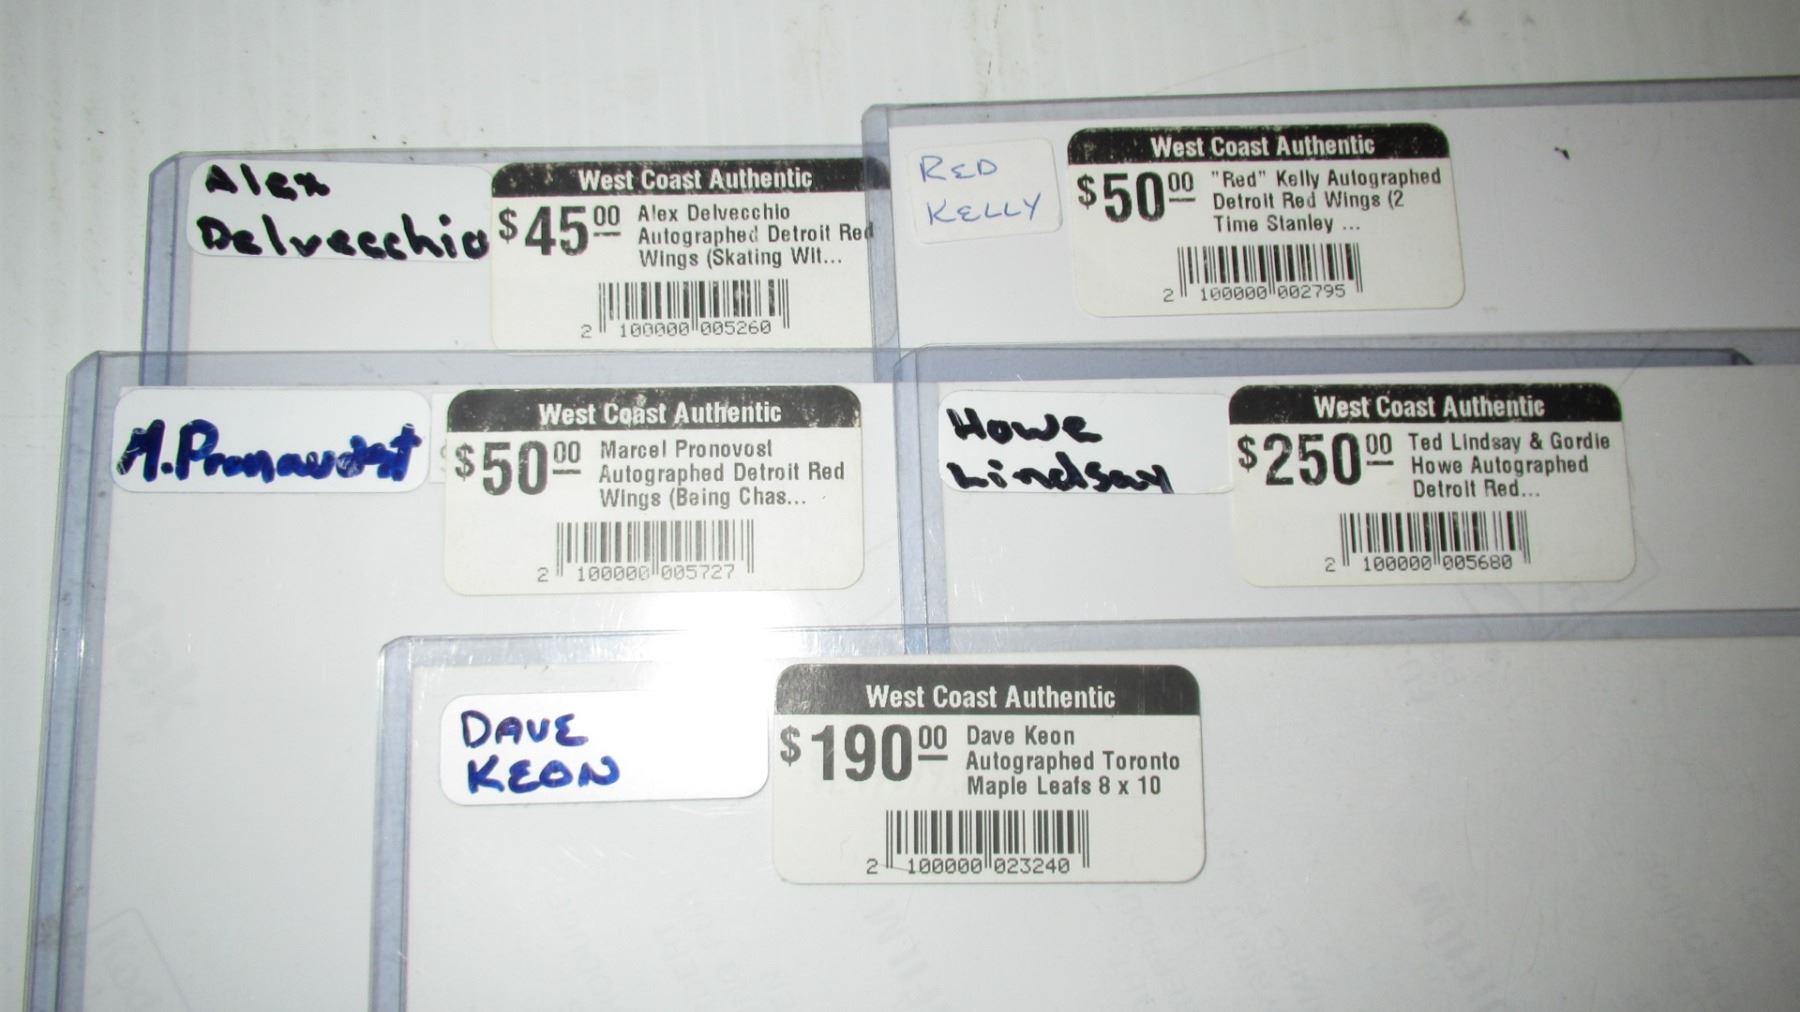 Alex
Delvecchio
West Coast Authentic
$45.00
Alex Delvecchio
Autographed Detroit Red
Wings (Skating Wit...
2 100000 005260
RED
KELLY
West Coast Authentic
$50.00
"Red" Kelly Autographed
Detroit Red Wings (2
Time Stanley ...
2 100000 002795
M. Pronovost
West Coast Authentic
$50.00
Marcel Pronovost
Autographed Detroit Red
Wings (Being Chas...
2 100000 005727
Howe
Lindsay
West Coast Authentic
$250.00
Ted Lindsay & Gordie
Howe Autographed
Detroit Red...
2 100000 005680
DAVE
KEON
West Coast Authentic
$190.00
Dave Keon
Autographed Toronto
Maple Leafs 8 x 10
2 100000 023240